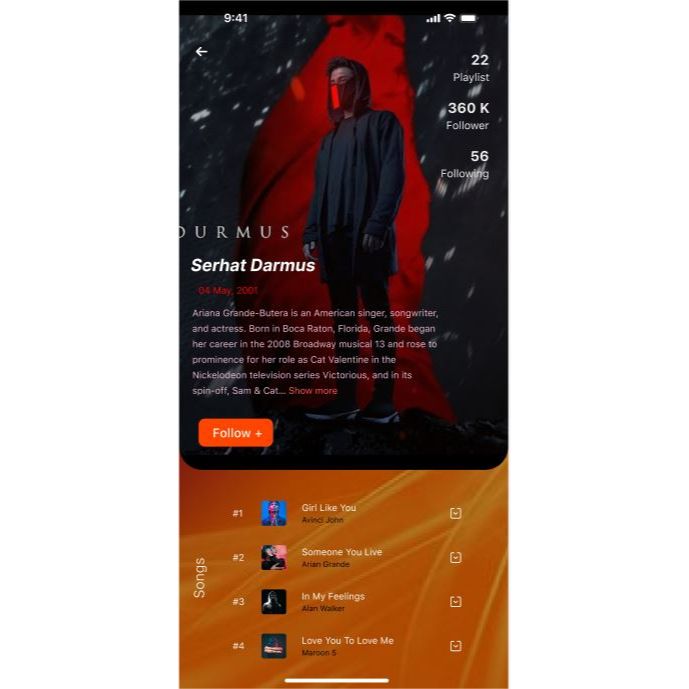 9:41
22
Playlist
360 K
Follower
56
Following
DURMUS
Serhat Darmus
04 May, 2001
Ariana Grande-Butera is an American singer, songwriter,
and actress. Born in Boca Raton, Florida, Grande began
her career in the 2008 Broadway musical 13 and rose to
prominence for her role as Cat Valentine in the
Nickelodeon television series Victorious, and in its
spin-off, Sam & Cat... Show more
Follow +
Songs
#1
Girl Like You
Avinci John
#2
Someone You Live
Arian Grande
#3
In My Feelings
Alan Walker
#4
Love You To Love Me
Maroon 5